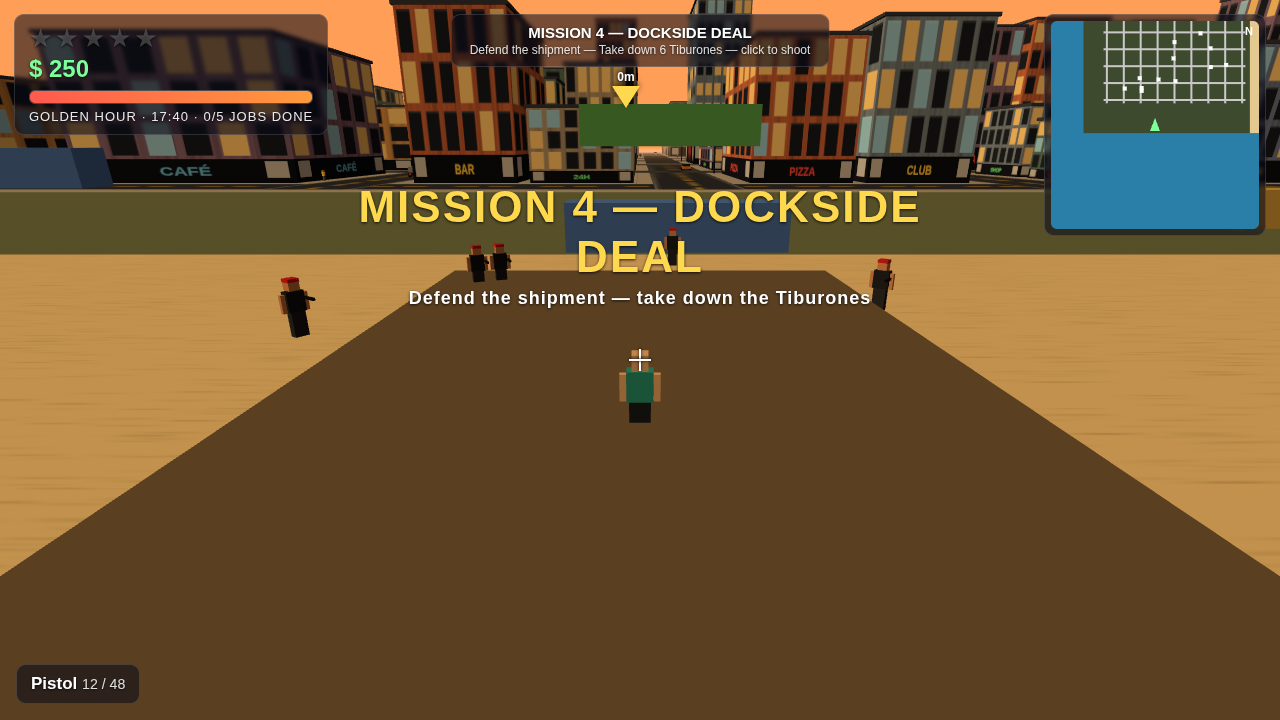 ★★★★★
$ 250
GOLDEN HOUR · 17:40 · 0/5 JOBS DONE
MISSION 4 — DOCKSIDE DEAL
Defend the shipment — Take down 6 Tiburones — click to shoot
0m
N
CAFÉ
CAFÉ
BAR
24H
PIZZA
CLUB
MISSION 4 — DOCKSIDE
DEAL
Defend the shipment — take down the Tiburones
Pistol 12 / 48